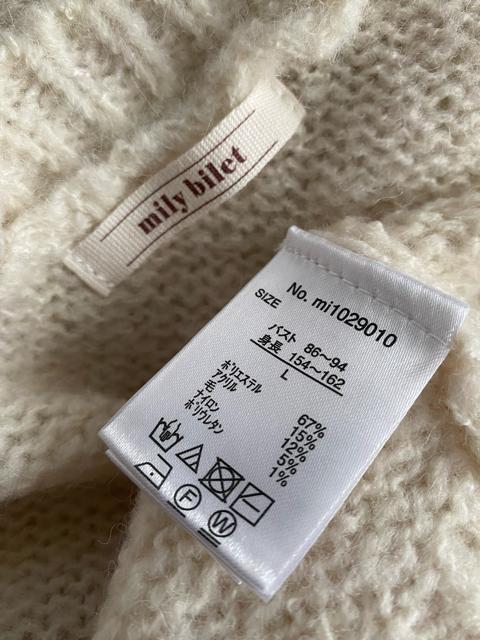 mily bilet
No. mi1029010
SIZE
バスト 86〜94
身長 154〜162
L
ポリエステル 67%
アクリル 15%
毛 12%
ナイロン 5%
ポリウレタン 1%
F W